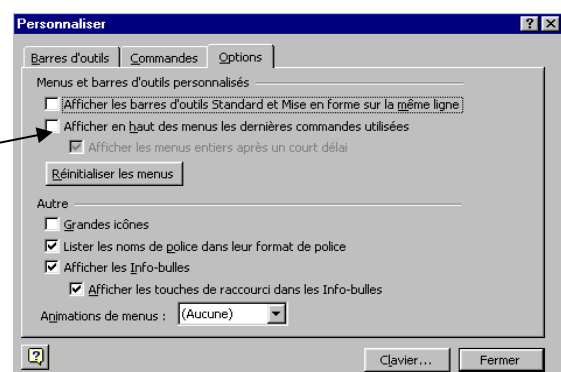 Personnaliser
Barres d'outils
Commandes
Options
Menus et barres d'outils personnalisés
Afficher les barres d'outils Standard et Mise en forme sur la même ligne
Afficher en haut des menus les dernières commandes utilisées
Afficher les menus entiers après un court délai
Réinitialiser les menus
Autre
Grandes icônes
Lister les noms de police dans leur format de police
Afficher les Info-bulles
Afficher les touches de raccourci dans les Info-bulles
Animations de menus : (Aucune)
Clavier... Fermer